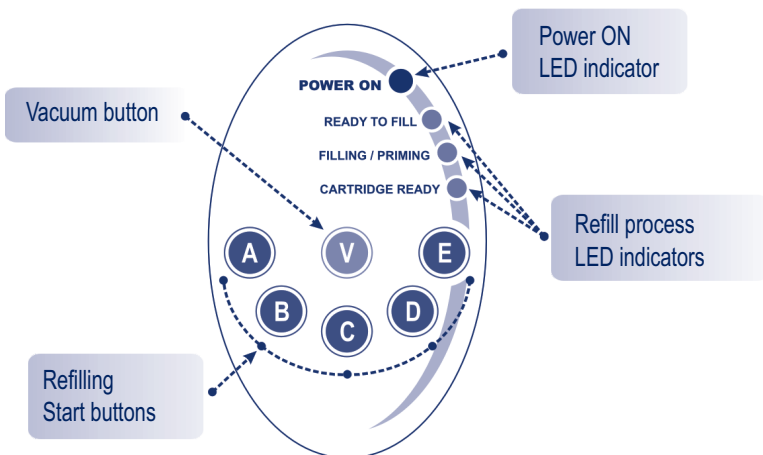 Power ON
LED indicator
POWER ON
Vacuum button
READY TO FILL
FILLING / PRIMING
CARTRIDGE READY
Refill process
LED indicators
A
V
E
B
D
C
Refilling
Start buttons